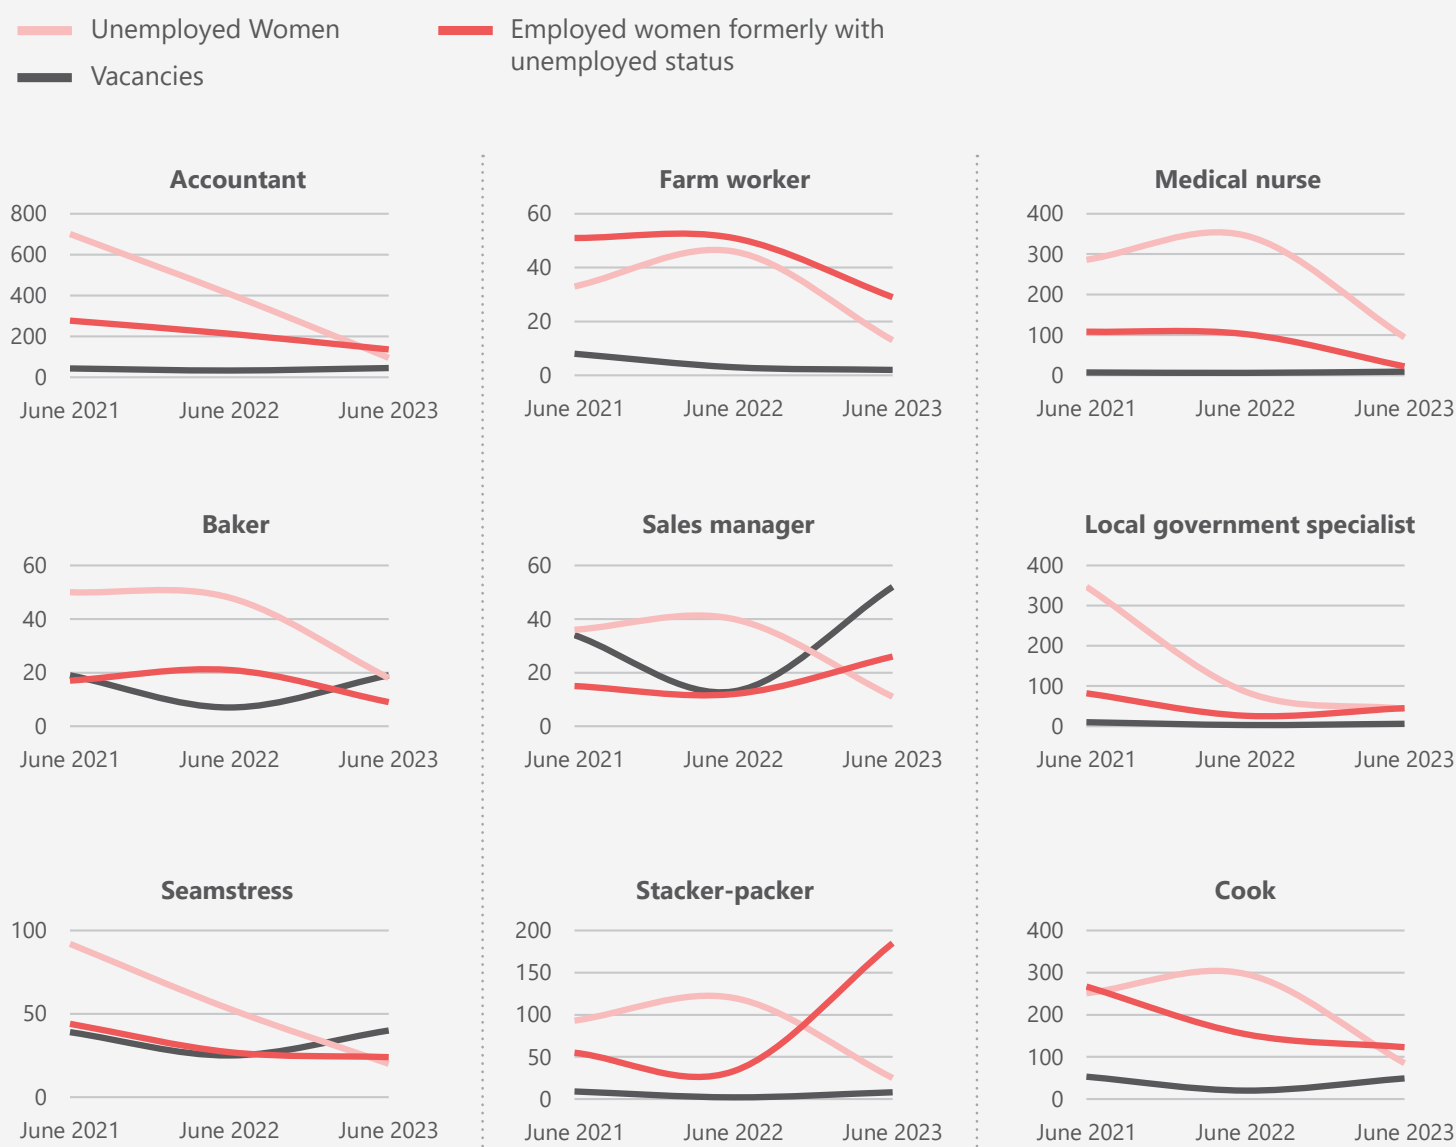 Unemployed Women
Employed women formerly with
unemployed status
Vacancies
Accountant
800
600
400
200
0
June 2021 June 2022 June 2023
Farm worker
60
40
20
0
June 2021 June 2022 June 2023
Medical nurse
400
300
200
100
0
June 2021 June 2022 June 2023
Baker
60
40
20
0
June 2021 June 2022 June 2023
Sales manager
60
40
20
0
June 2021 June 2022 June 2023
Local government specialist
400
300
200
100
0
June 2021 June 2022 June 2023
Seamstress
100
50
0
June 2021 June 2022 June 2023
Stacker-packer
200
150
100
50
0
June 2021 June 2022 June 2023
Cook
400
300
200
100
0
June 2021 June 2022 June 2023